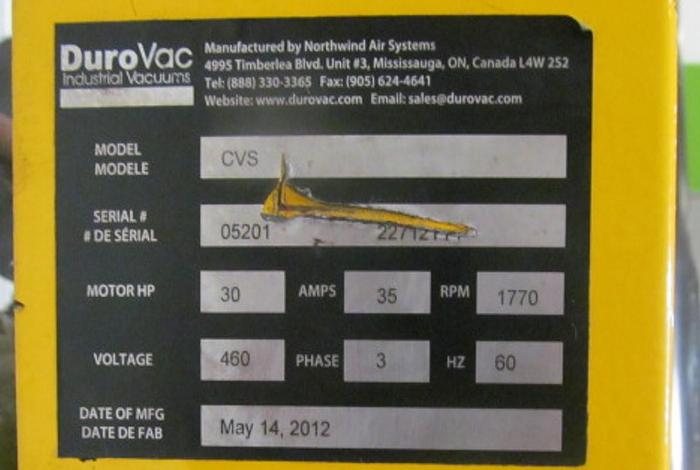 DuroVac
Industrial Vacuums
Manufactured by Northwind Air Systems
4995 Timberlea Blvd. Unit #3, Mississauga, ON, Canada L4W 2S2
Tel: (888) 330-3365 Fax: (905) 624-4641
Website: www.durovac.com Email: sales@durovac.com
MODEL
MODELE
CVS
SERIAL #
# DE SÉRIAL
05201
MOTOR HP 30 AMPS 35 RPM 1770
VOLTAGE 460 PHASE 3 HZ 60
DATE OF MFG
DATE DE FAB
May 14, 2012